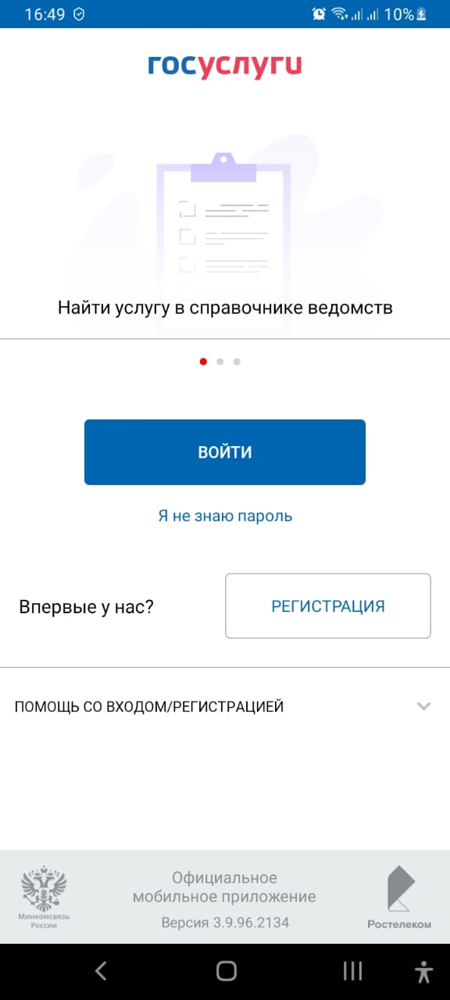 16:49
10%
госуслуги
Найти услугу в справочнике ведомств
ВОЙТИ
Я не знаю пароль
Впервые у нас?
РЕГИСТРАЦИЯ
ПОМОЩЬ СО ВХОДОМ/РЕГИСТРАЦИЕЙ
Официальное
мобильное приложение
Версия 3.9.96.2134
Минкомсвязь
России
Ростелеком